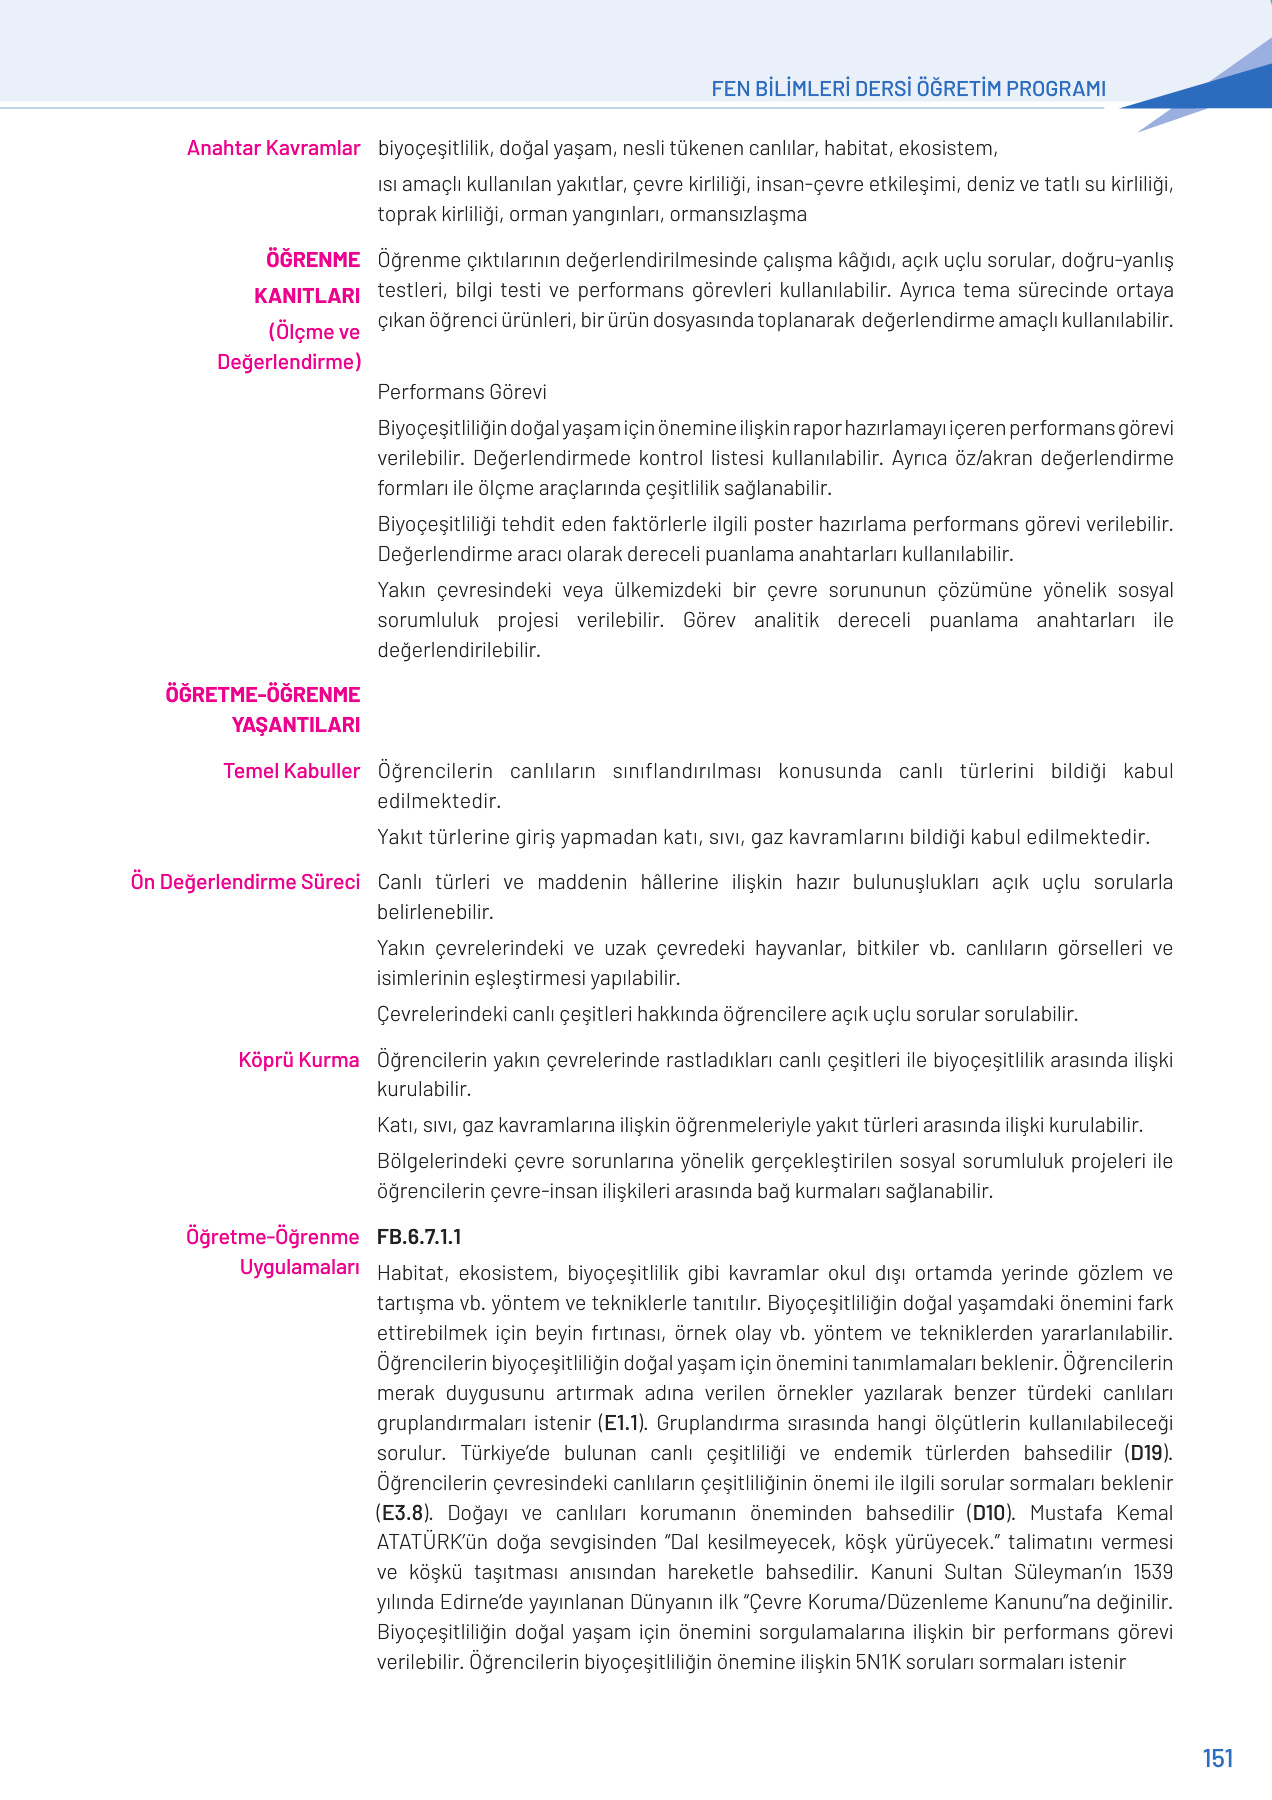 FEN BİLİMLERİ DERSİ ÖĞRETİM PROGRAMI
Anahtar Kavramlar
biyoçeşitlilik, doğal yaşam, nesli tükenen canlılar, habitat, ekosistem,
ısı amaçlı kullanılan yakıtlar, çevre kirliliği, insan-çevre etkileşimi, deniz ve tatlı su kirliliği,
toprak kirliliği, orman yangınları, ormansızlaşma
ÖĞRENME
KANITLARI
(Ölçme ve
Değerlendirme)
Öğrenme çıktılarının değerlendirilmesinde çalışma kâğıdı, açık uçlu sorular, doğru-yanlış
testleri, bilgi testi ve performans görevleri kullanılabilir. Ayrıca tema sürecinde ortaya
çıkan öğrenci ürünleri, bir ürün dosyasında toplanarak değerlendirme amaçlı kullanılabilir.
Performans Görevi
Biyoçeşitliliğin doğal yaşam için önemine ilişkin rapor hazırlamayı içeren performans görevi
verilebilir. Değerlendirmede kontrol listesi kullanılabilir. Ayrıca öz/akran değerlendirme
formları ile ölçme araçlarında çeşitlilik sağlanabilir.
Biyoçeşitliliği tehdit eden faktörlerle ilgili poster hazırlama performans görevi verilebilir.
Değerlendirme aracı olarak dereceli puanlama anahtarları kullanılabilir.
Yakın çevresindeki veya ülkemizdeki bir çevre sorununun çözümüne yönelik sosyal
sorumluluk projesi verilebilir. Görev analitik dereceli puanlama anahtarları ile
değerlendirilebilir.
ÖĞRETME-ÖĞRENME
YAŞANTILARI
Temel Kabuller
Öğrencilerin canlıların sınıflandırılması konusunda canlı türlerini bildiği kabul
edilmektedir.
Yakıt türlerine giriş yapmadan katı, sıvı, gaz kavramlarını bildiği kabul edilmektedir.
Ön Değerlendirme Süreci
Canlı türleri ve maddenin hâllerine ilişkin hazır bulunuşlukları açık uçlu sorularla
belirlenebilir.
Yakın çevrelerindeki ve uzak çevredeki hayvanlar, bitkiler vb. canlıların görselleri ve
isimlerinin eşleştirmesi yapılabilir.
Çevrelerindeki canlı çeşitleri hakkında öğrencilere açık uçlu sorular sorulabilir.
Köprü Kurma
Öğrencilerin yakın çevrelerinde rastladıkları canlı çeşitleri ile biyoçeşitlilik arasında ilişki
kurulabilir.
Katı, sıvı, gaz kavramlarına ilişkin öğrenmeleriyle yakıt türleri arasında ilişki kurulabilir.
Bölgelerindeki çevre sorunlarına yönelik gerçekleştirilen sosyal sorumluluk projeleri ile
öğrencilerin çevre-insan ilişkileri arasında bağ kurmaları sağlanabilir.
Öğretme-Öğrenme
Uygulamaları
FB.6.7.1.1
Habitat, ekosistem, biyoçeşitlilik gibi kavramlar okul dışı ortamda yerinde gözlem ve
tartışma vb. yöntem ve tekniklerle tanıtılır. Biyoçeşitliliğin doğal yaşamdaki önemini fark
ettirebilmek için beyin fırtınası, örnek olay vb. yöntem ve tekniklerden yararlanılabilir.
Öğrencilerin biyoçeşitliliğin doğal yaşam için önemini tanımlamaları beklenir. Öğrencilerin
merak duygusunu artırmak adına verilen örnekler yazılarak benzer türdeki canlıları
gruplandırmaları istenir (E1.1). Gruplandırma sırasında hangi ölçütlerin kullanılabileceği
sorulur. Türkiye’de bulunan canlı çeşitliliği ve endemik türlerden bahsedilir (D19).
Öğrencilerin çevresindeki canlıların çeşitliliğinin önemi ile ilgili sorular sormaları beklenir
(E3.8). Doğayı ve canlıları korumanın öneminden bahsedilir (D10). Mustafa Kemal
ATATÜRK’ün doğa sevgisinden “Dal kesilmeyecek, köşk yürüyecek.” talimatını vermesi
ve köşkü taşıtması anısından hareketle bahsedilir. Kanuni Sultan Süleyman’ın 1539
yılında Edirne’de yayınlanan Dünyanın ilk “Çevre Koruma/Düzenleme Kanunu”na değinilir.
Biyoçeşitliliğin doğal yaşam için önemini sorgulamalarına ilişkin bir performans görevi
verilebilir. Öğrencilerin biyoçeşitliliğin önemine ilişkin 5N1K soruları sormaları istenir
151